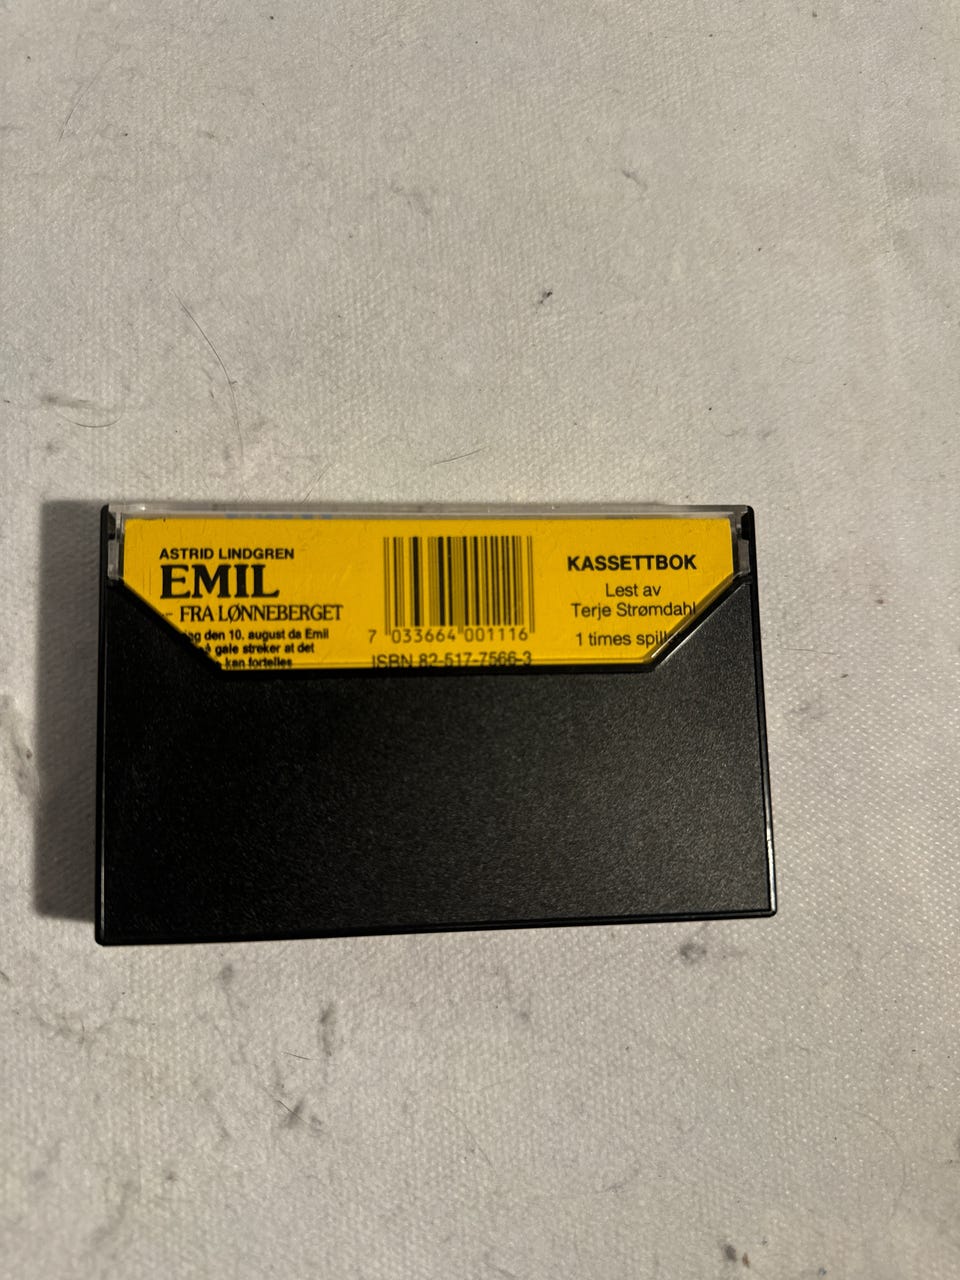 ASTRID LINDGREN
EMIL
– FRA LØNNEBERGET
den 10. august da Emil
gale streker at det
kan fortelles
7 033664 001116
ISBN 82-517-7566-3
KASSETTBOK
Lest av
Terje Strømdahl
1 times